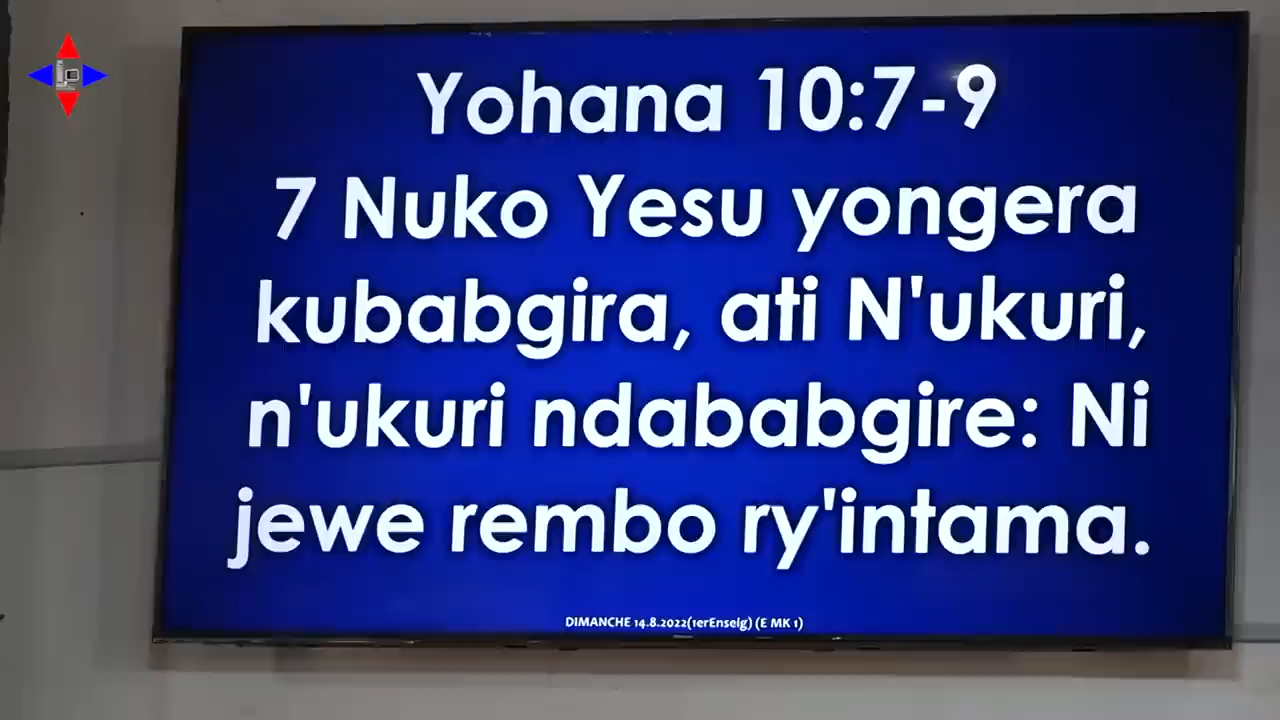 Yohana 10:7-9
7 Nuko Yesu yongera
kubabgira, ati N'ukuri,
n'ukuri ndababgire: Ni
jewe rembo ry'intama.
DIMANCHE 14.8.2022(1erEnseig) (E MK 1)